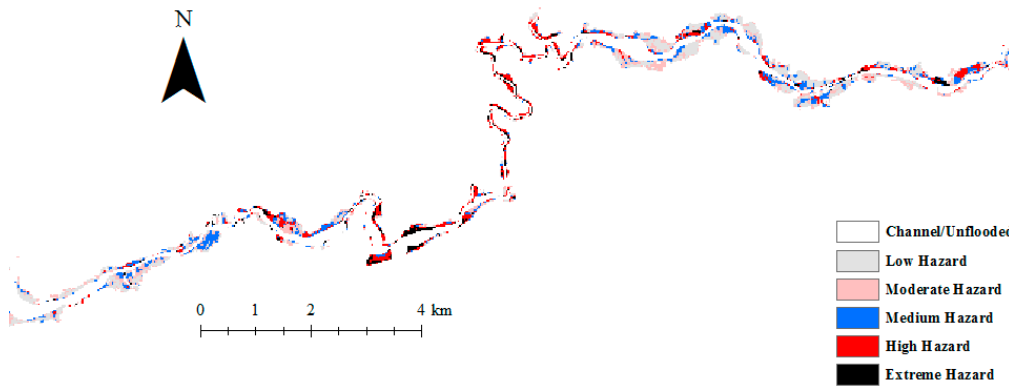 N
0 1 2 4 km
Channel/Unflooded
Low Hazard
Moderate Hazard
Medium Hazard
High Hazard
Extreme Hazard